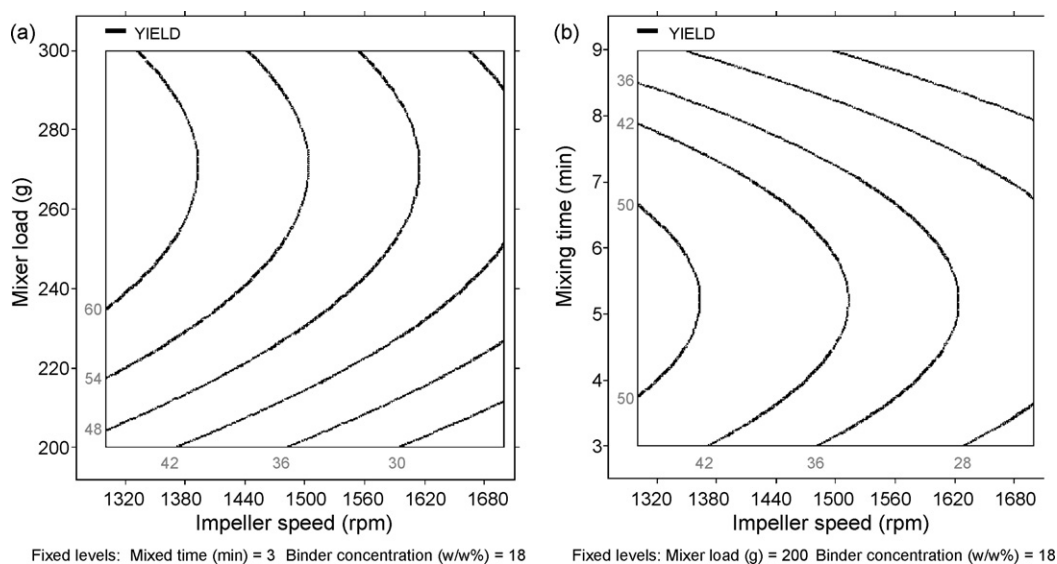 (a)
YIELD
300
280
260
240
220
200
Mixer load (g)
60
54
48
42 36 30
1320 1380 1440 1500 1560 1620 1680
Impeller speed (rpm)
Fixed levels: Mixed time (min) = 3 Binder concentration (w/w%) = 18
(b)
YIELD
9
8
7
6
5
4
3
Mixing time (min)
36
42
50
50
42 36 28
1320 1380 1440 1500 1560 1620 1680
Impeller speed (rpm)
Fixed levels: Mixer load (g) = 200 Binder concentration (w/w%) = 18